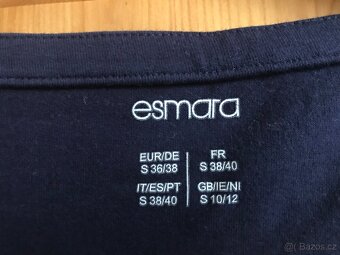 esmara
EUR/DE
S 36/38
FR
S 38/40
IT/ES/PT
S 38/40
GB/IE/NI
S 10/12
Bazoš.cz